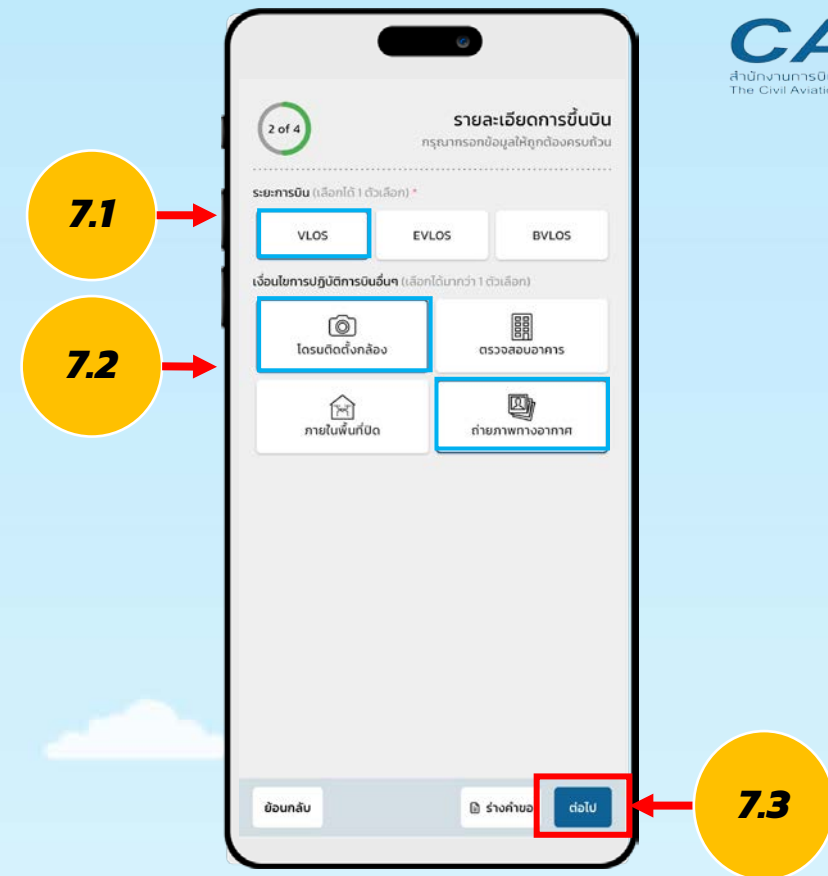 CA
สำนักงานการบิ
The Civil Aviatio
2 of 4
รายละเอียดการขึ้นบิน
กรุณากรอกข้อมูลให้ถูกต้องครบถ้วน
7.1
ระยะการบิน (เลือกได้ 1 ตัวเลือก) *
VLOS EVLOS BVLOS
เงื่อนไขการปฏิบัติการบินอื่นๆ (เลือกได้มากกว่า 1 ตัวเลือก)
7.2
โดรนติดตั้งกล้อง ตรวจสอบอาคาร
ภายในพื้นที่ปิด ถ่ายภาพทางอากาศ
ย้อนกลับ ร่างคำขอ ต่อไป
7.3